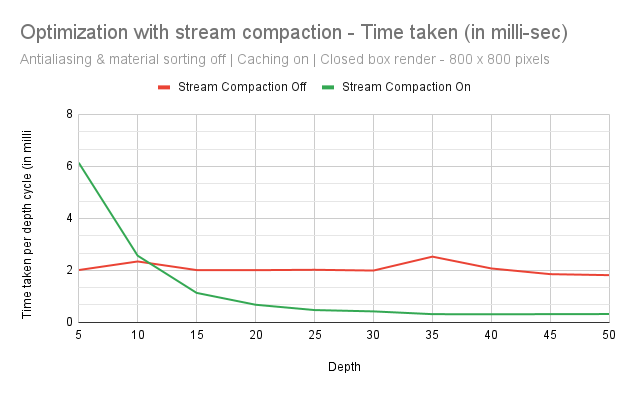 Optimization with stream compaction - Time taken (in milli-sec)
Antialiasing & material sorting off | Caching on | Closed box render - 800 x 800 pixels
Stream Compaction Off
Stream Compaction On
Time taken per depth cycle (in milli
8
6
4
2
0
5 10 15 20 25 30 35 40 45 50
Depth